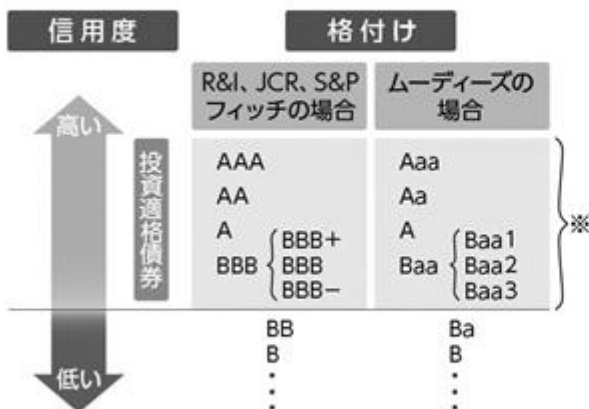 信用度
格付け
R&I、JCR、S&P
フィッチの場合
ムーディーズの
場合
高い
投資適格債券
AAA
AA
A
BBB
BBB+
BBB
BBB−
Aaa
Aa
A
Baa
Baa1
Baa2
Baa3
※
BB
B
・
・
・
Ba
B
・
・
・
低い